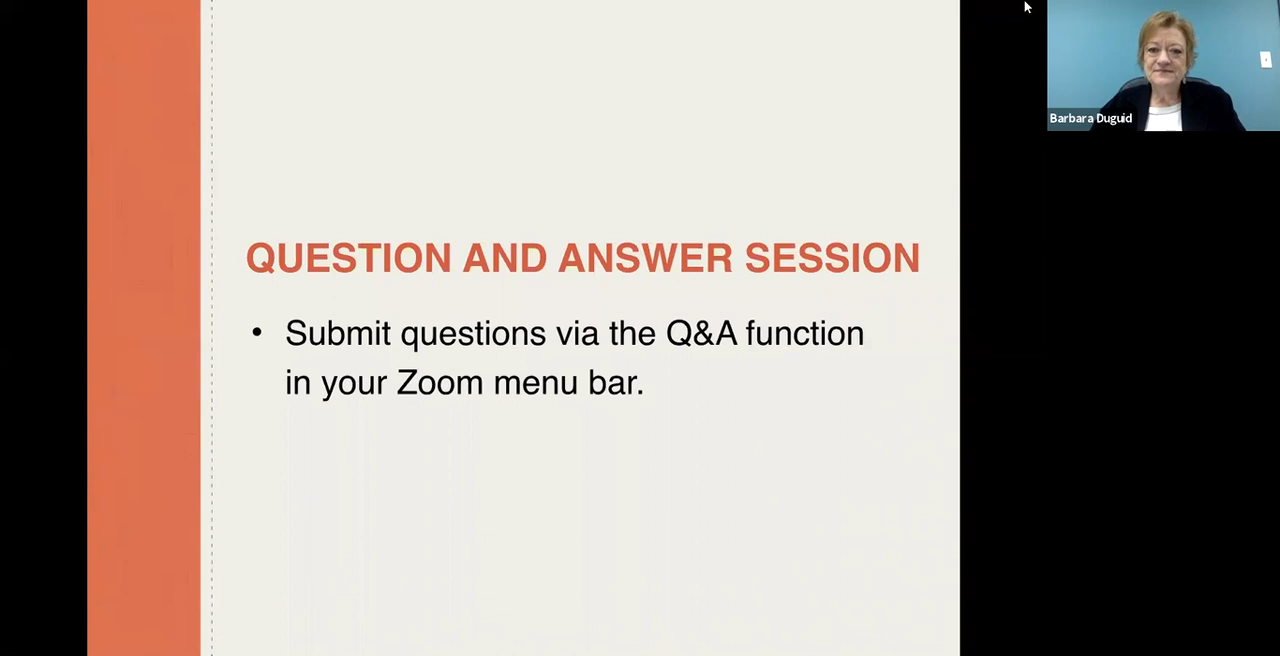 QUESTION AND ANSWER SESSION
• Submit questions via the Q&A function
in your Zoom menu bar.
Barbara Duguid